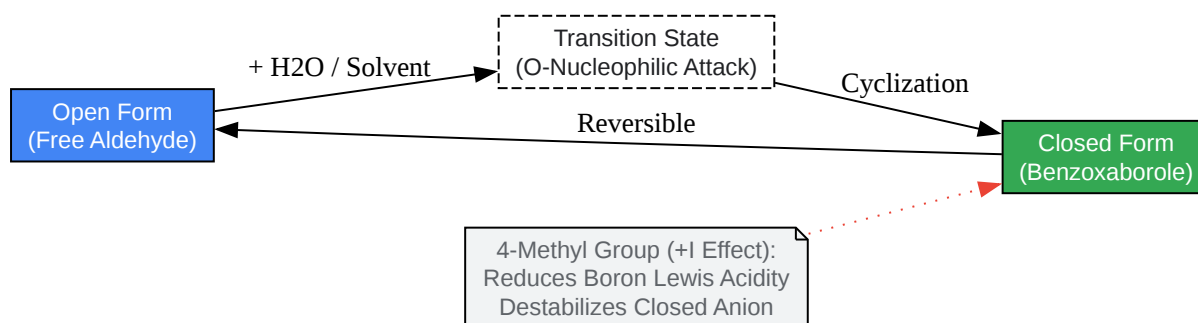 Transition State
(O-Nucleophilic Attack)
+ H2O / Solvent
Cyclization
Open Form
(Free Aldehyde)
Reversible
Closed Form
(Benzoxaborole)
4-Methyl Group (+I Effect):
Reduces Boron Lewis Acidity
Destabilizes Closed Anion